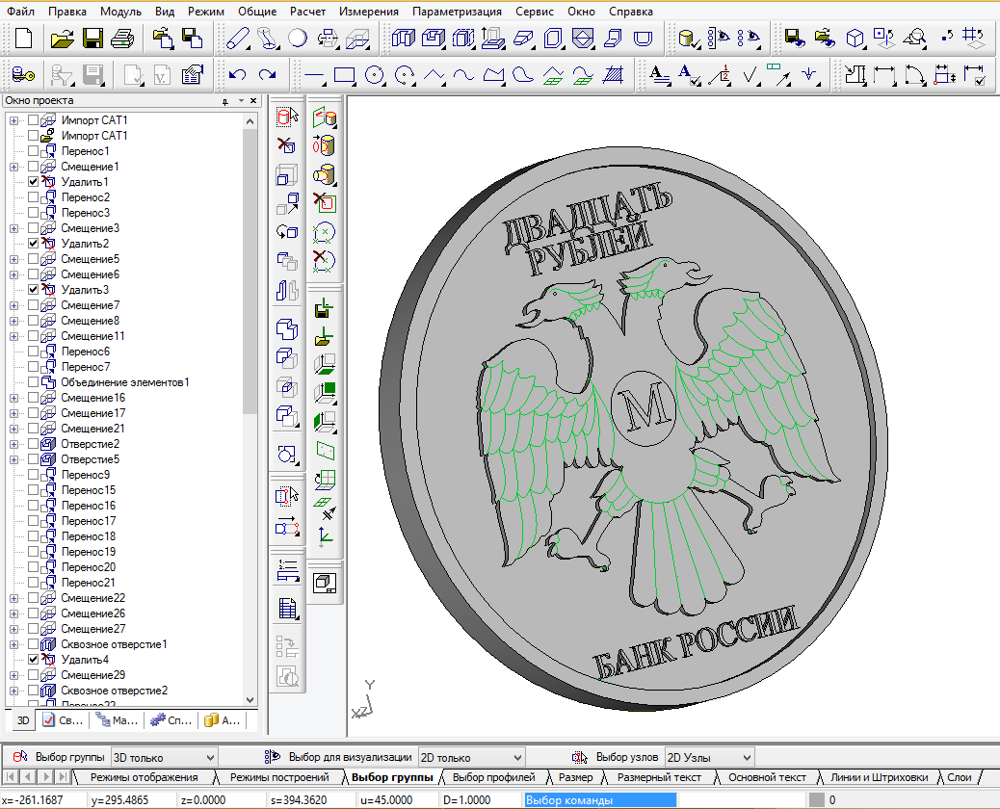 Файл Правка Модуль Вид Режим Общие Расчет Измерения Параметризация Сервис Окно Справка
Окно проекта
Импорт CAT1
Импорт CAT1
Перенос1
Смещение1
Удалить1
Перенос2
Перенос3
Смещение3
Удалить2
Смещение5
Смещение6
Удалить3
Смещение7
Смещение8
Смещение11
Перенос6
Перенос7
Объединение элементов1
Смещение16
Смещение17
Смещение21
Отверстие2
Отверстие5
Перенос9
Перенос15
Перенос16
Перенос17
Перенос18
Перенос19
Перенос20
Перенос21
Смещение22
Смещение26
Смещение27
Сквозное отверстие1
Удалить4
Смещение29
Сквозное отверстие2
Перенос22
3D Св... Ма... Сп... А...
ДВАДЦАТЬ
РУБЛЕЙ
М
БАНК РОССИИ
Y
X Z
Выбор группы 3D только Выбор для визуализации 2D только Выбор узлов 2D Узлы
Режимы отображения Режимы построений Выбор группы Выбор профилей Размер Размерный текст Основной текст Линии и Штриховки Слои
x=-261.1687 y=295.4865 z=0.0000 s=394.3620 u=45.0000 D=1.0000 Выбор команды 0